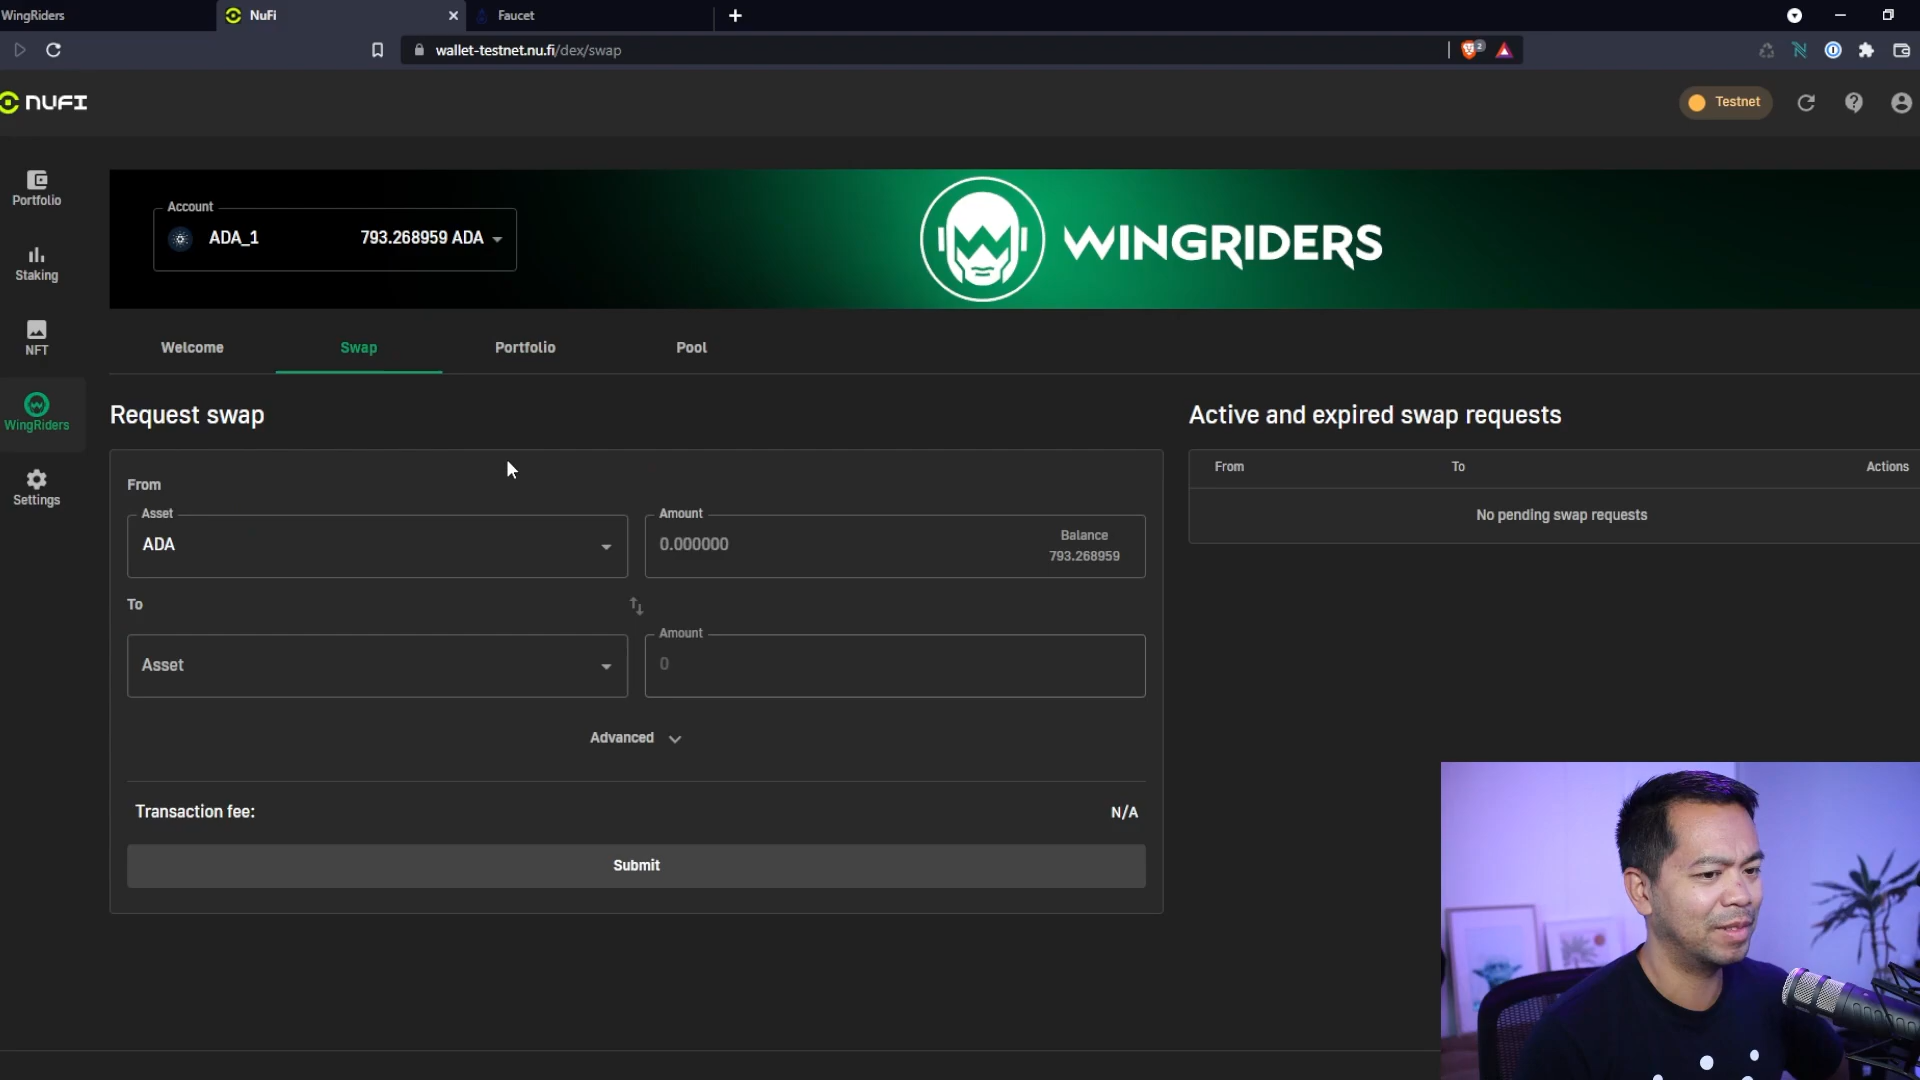 WingRiders
NuFi
Faucet
wallet-testnet.nu.fi/dex/swap
2
NUFI
Testnet
Portfolio
Staking
NFT
WingRiders
Settings
Account
ADA_1
793.268959 ADA
WINGRIDERS
Welcome
Swap
Portfolio
Pool
Request swap
From
Asset
ADA
Amount
0.000000
Balance
793.268959
To
Asset
Amount
0
Advanced
Transaction fee:
N/A
Submit
Active and expired swap requests
From
To
Actions
No pending swap requests